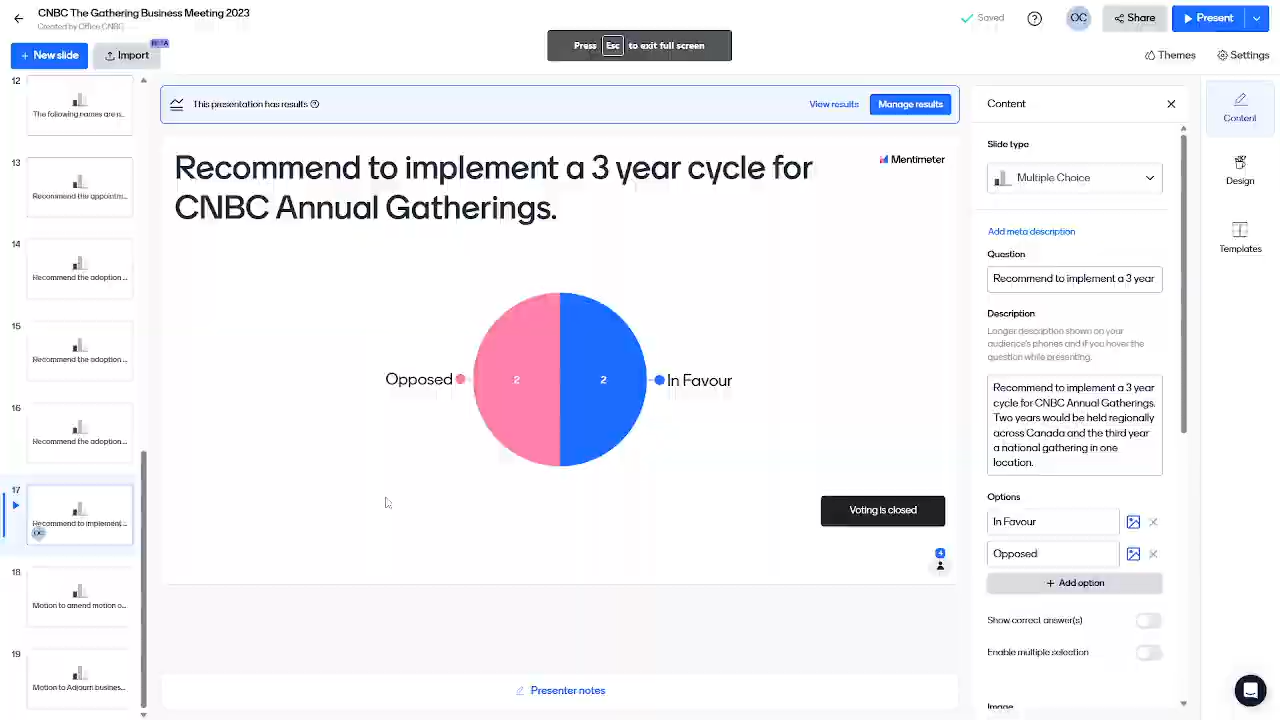 CNBC The Gathering Business Meeting 2023
Created by Office CNBC
Saved
OC
Share
Present
Press Esc to exit full screen
+ New slide
Import
BETA
Themes
Settings
12
The following names are n...
13
Recommend the appointm...
14
Recommend the adoption ...
15
Recommend the adoption ...
16
Recommend the adoption ...
17
Recommend to implement...
OC
18
Motion to amend motion o...
19
Motion to Adjourn busines...
This presentation has results
View results
Manage results
Recommend to implement a 3 year cycle for
CNBC Annual Gatherings.
Mentimeter
Opposed
2
2
In Favour
Voting is closed
4
Presenter notes
Content
Slide type
Multiple Choice
Add meta description
Question
Recommend to implement a 3 year
Description
Longer description shown on your
audience's phones and if you hover the
question while presenting.
Recommend to implement a 3 year
cycle for CNBC Annual Gatherings.
Two years would be held regionally
across Canada and the third year
a national gathering in one
location.
Options
In Favour
Opposed
+ Add option
Show correct answer(s)
Enable multiple selection
Image
Content
Design
Templates